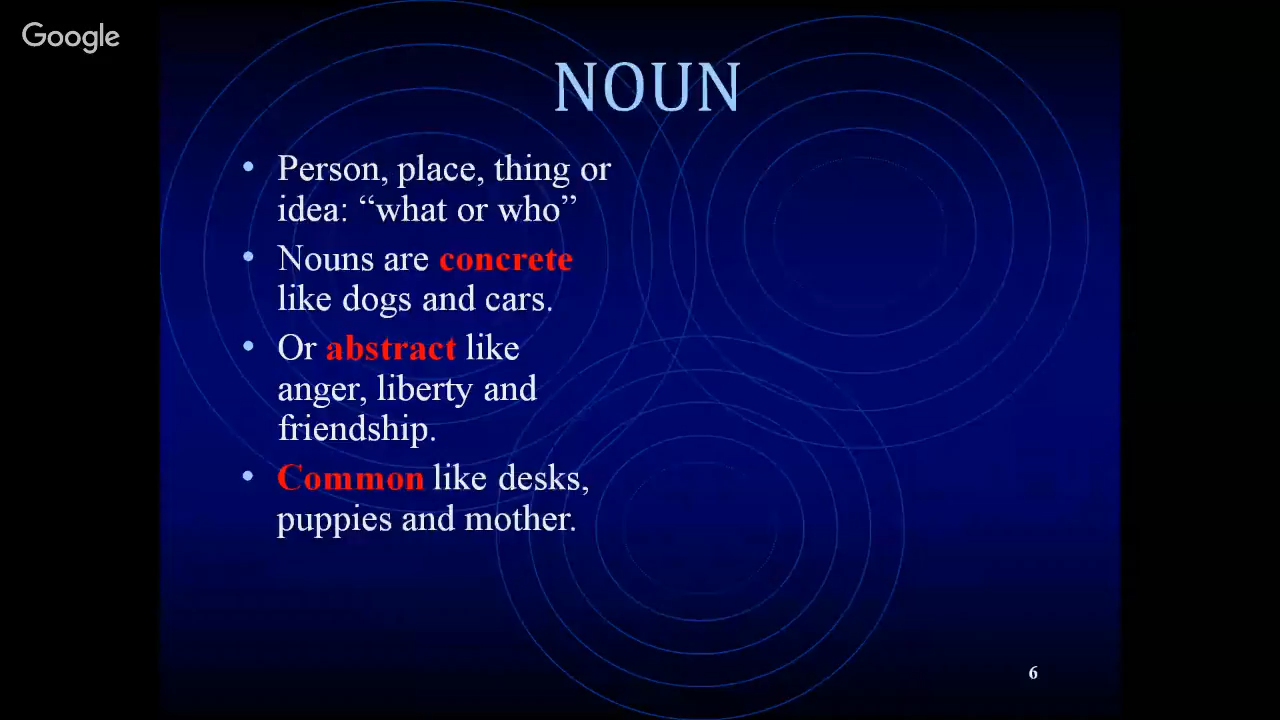 Google
NOUN
• Person, place, thing or
idea: “what or who”
• Nouns are concrete
like dogs and cars.
• Or abstract like
anger, liberty and
friendship.
• Common like desks,
puppies and mother.
6